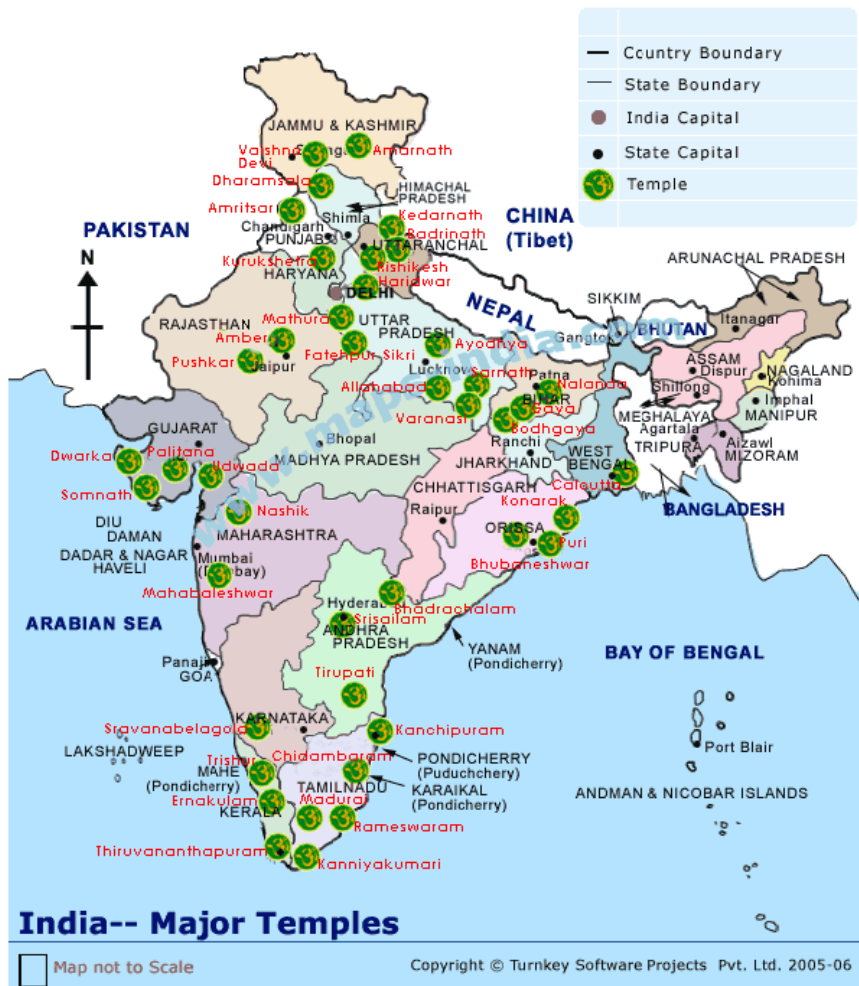 Country Boundary
State Boundary
India Capital
State Capital
Temple
JAMMU & KASHMIR
Vaishno
Devi
Amarnath
Dharamsala
HIMACHAL
PRADESH
Amritsar
PAKISTAN
CHINA
(Tibet)
Kedarnath
Shimla
Chandigarh
Badrinath
PUNJAB
UTTARANCHAL
Kurukshetra
Rishikesh
HARYANA
Haridwar
N
DELHI
ARUNACHAL PRADESH
NEPAL
SIKKIM
Mathura
RAJASTHAN
UTTAR
PRADESH
Itanagar
BHUTAN
Gangtok
Amber
Ayodhya
Pushkar
Jaipur
Fatehpur Sikri
Lucknow
Sarnath
ASSAM
Dispur
NAGALAND
Kohima
Allahabad
Patna
Nalanda
BIHAR
Shillong
Imphal
Varanasi
Gaya
MEGHALAYA
MANIPUR
Bodhgaya
Agartala
GUJARAT
Bhopal
Ranchi
WEST
BENGAL
TRIPURA
Aizawl
MIZORAM
Dwarka
Palitana
Udwada
MADHYA PRADESH
JHARKHAND
Somnath
CHHATTISGARH
Calcutta
Konarak
BANGLADESH
Nashik
DIU
DAMAN
MAHARASHTRA
Raipur
ORISSA
Puri
DADAR & NAGAR
HAVELI
Mumbai
Bhubaneshwar
Mahabaleshwar
Bhadrachalam
Hyderab
Srisailam
ARABIAN SEA
ANDHRA
PRADESH
YANAM
(Pondicherry)
BAY OF BENGAL
Panaji
GOA
Tirupati
Sravanabelagola
KARNATAKA
Kanchipuram
LAKSHADWEEP
Port Blair
Trishur
Chidambaram
PONDICHERRY
(Puduchchery)
MAHE
(Pondicherry)
TAMILNADU
KARAIKAL
(Pondicherry)
ANDMAN & NICOBAR ISLANDS
Ernakulam
KERALA
Madurai
Rameswaram
Thiruvananthapuram
Kanniyakumari
India-- Major Temples
Map not to Scale
Copyright © Turnkey Software Projects Pvt. Ltd. 2005-06